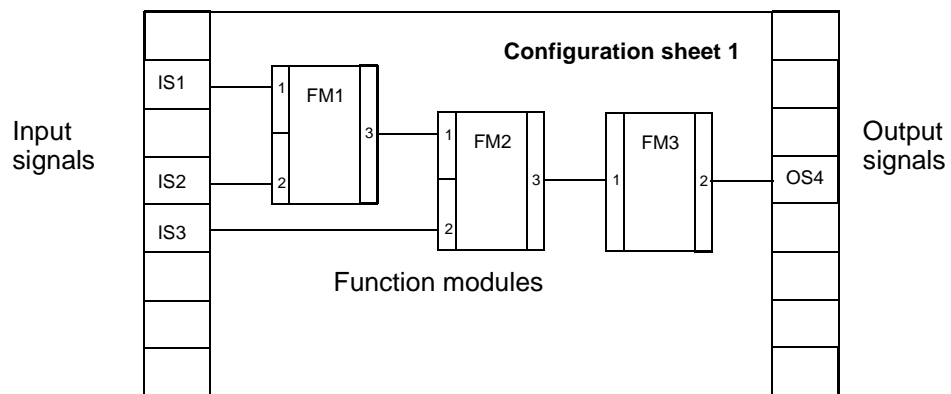 Configuration sheet 1
Input
signals
Output
signals
IS1
1
FM1
3
IS2
2
1
FM2
3
2
FM3
1
2
OS4
IS3
Function modules